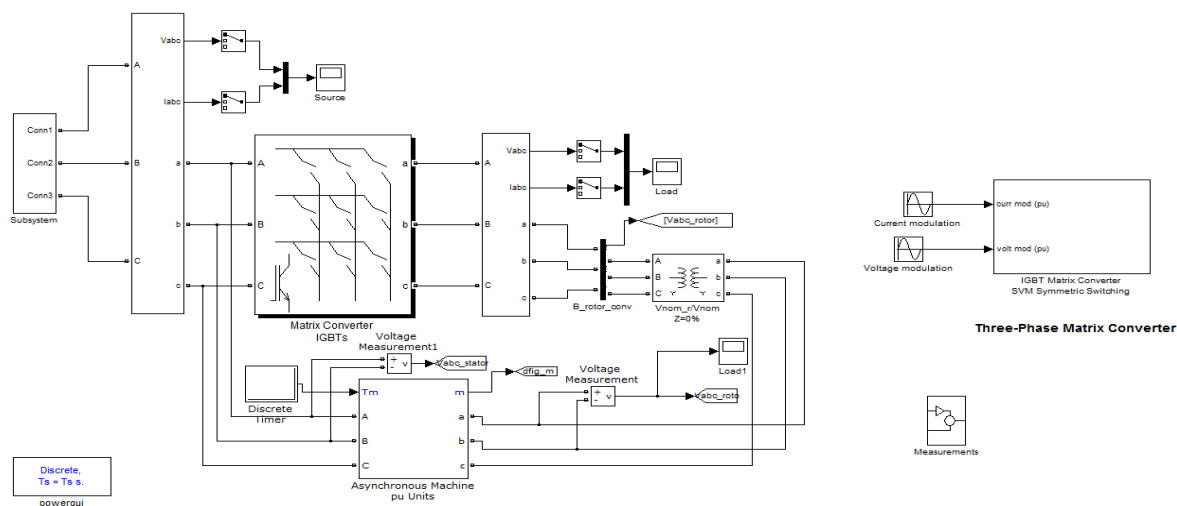 Vabc
A
Iabc
Source
Conn1
Conn2
Conn3
Subsystem
B
a
b
C
c
A
a
B
b
C
c
Matrix Converter
IGBTs
Vabc
A
Iabc
Load
B
a
b
C
c
[Vabc_rotor]
B_rotor_conv
A
a
B
b
C
c
Vnom_r/Vnom
Z=0%
Current modulation
Voltage modulation
curr mod (pu)
volt mod (pu)
IGBT Matrix Converter
SVM Symmetric Switching
Three-Phase Matrix Converter
Voltage
Measurement1
+
-
v
Vabc_stator
dfig_m
Load1
Voltage
Measurement
+
-
v
Vabc_roto
Discrete
Timer
Tm
m
A
a
B
b
C
c
Asynchronous Machine
pu Units
Measurements
Discrete,
Ts = Ts s.
powergui